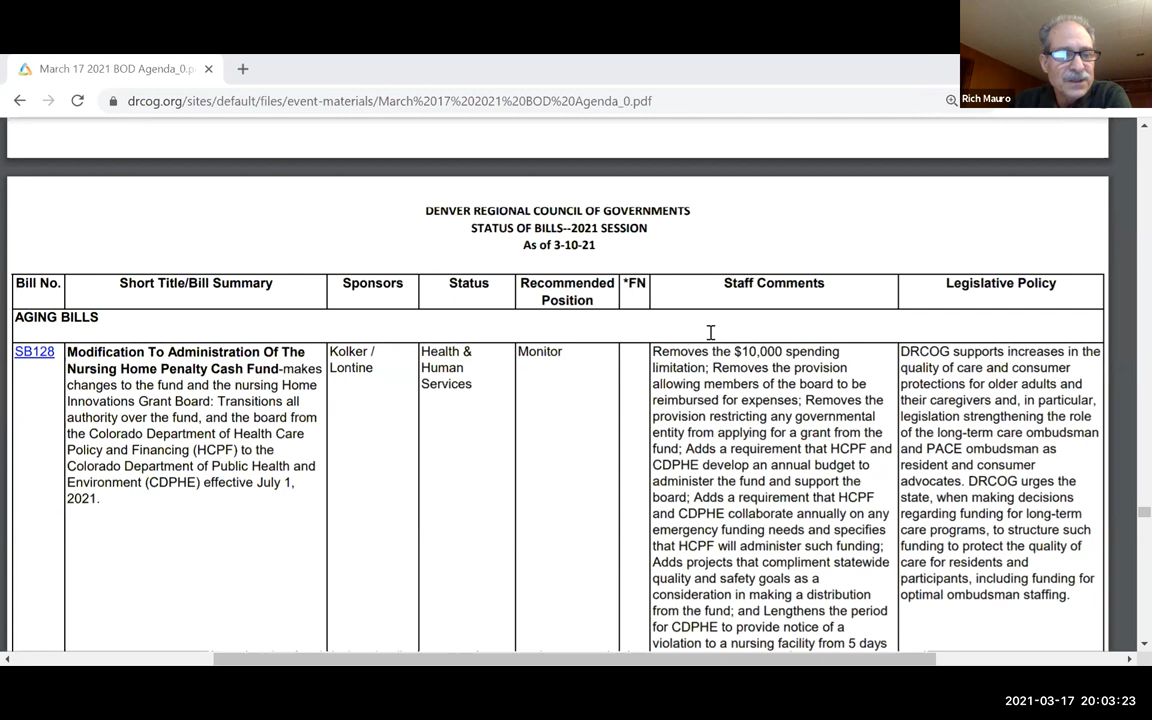 March 17 2021 BOD Agenda_0.p
drcog.org/sites/default/files/event-materials/March%2017%202021%20BOD%20Agenda_0.pdf
Rich Mauro
DENVER REGIONAL COUNCIL OF GOVERNMENTS
STATUS OF BILLS--2021 SESSION
As of 3-10-21
Bill No.
Short Title/Bill Summary
Sponsors
Status
Recommended
Position
*FN
Staff Comments
Legislative Policy
AGING BILLS
SB128
Modification To Administration Of The
Nursing Home Penalty Cash Fund-makes
changes to the fund and the nursing Home
Innovations Grant Board: Transitions all
authority over the fund, and the board from
the Colorado Department of Health Care
Policy and Financing (HCPF) to the
Colorado Department of Public Health and
Environment (CDPHE) effective July 1,
2021.
Kolker /
Lontine
Health &
Human
Services
Monitor
Removes the $10,000 spending
limitation; Removes the provision
allowing members of the board to be
reimbursed for expenses; Removes the
provision restricting any governmental
entity from applying for a grant from the
fund; Adds a requirement that HCPF and
CDPHE develop an annual budget to
administer the fund and support the
board; Adds a requirement that HCPF
and CDPHE collaborate annually on any
emergency funding needs and specifies
that HCPF will administer such funding;
Adds projects that compliment statewide
quality and safety goals as a
consideration in making a distribution
from the fund; and Lengthens the period
for CDPHE to provide notice of a
violation to a nursing facility from 5 days
DRCOG supports increases in the
quality of care and consumer
protections for older adults and
their caregivers and, in particular,
legislation strengthening the role
of the long-term care ombudsman
and PACE ombudsman as
resident and consumer
advocates. DRCOG urges the
state, when making decisions
regarding funding for long-term
care programs, to structure such
funding to protect the quality of
care for residents and
participants, including funding for
optimal ombudsman staffing.
2021-03-17 20:03:23